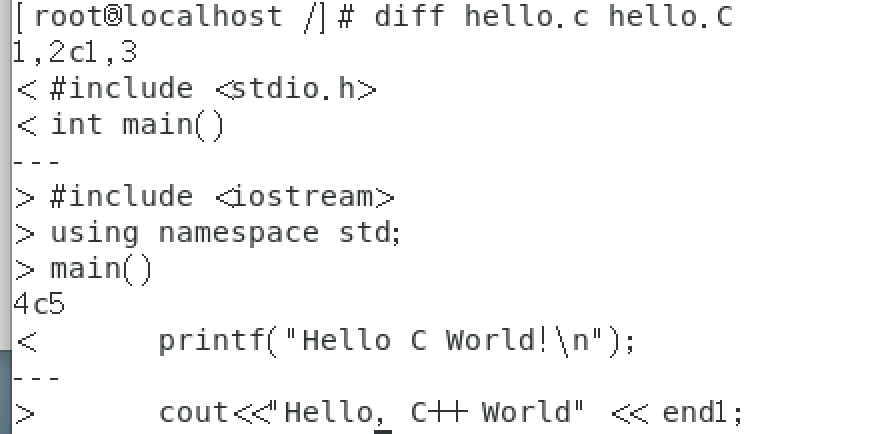 [root@localhost /]# diff hello.c hello.C
1,2c1,3
< #include <stdio.h>
< int main()
---
> #include <iostream>
> using namespace std;
> main()
4c5
<       printf("Hello C World!\n");
---
>       cout<<"Hello, C++ World" << end1;